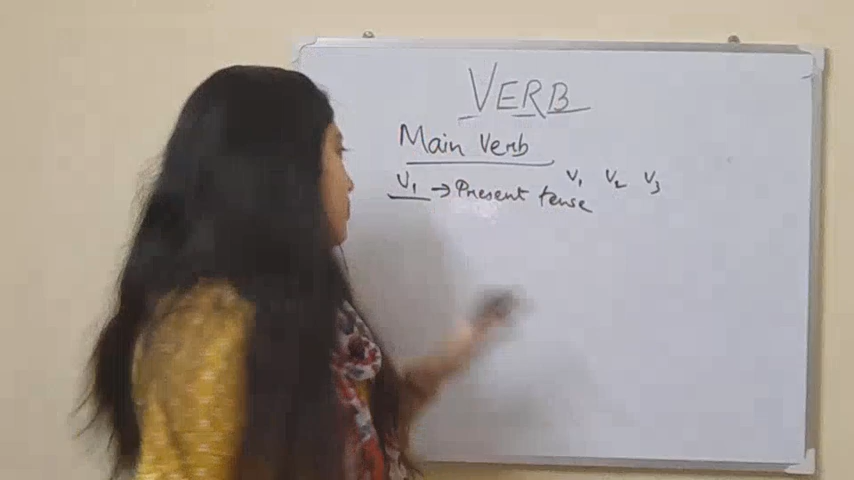 VERB
Main Verb
V₁ V₂ V₃
V₁ → Present tense